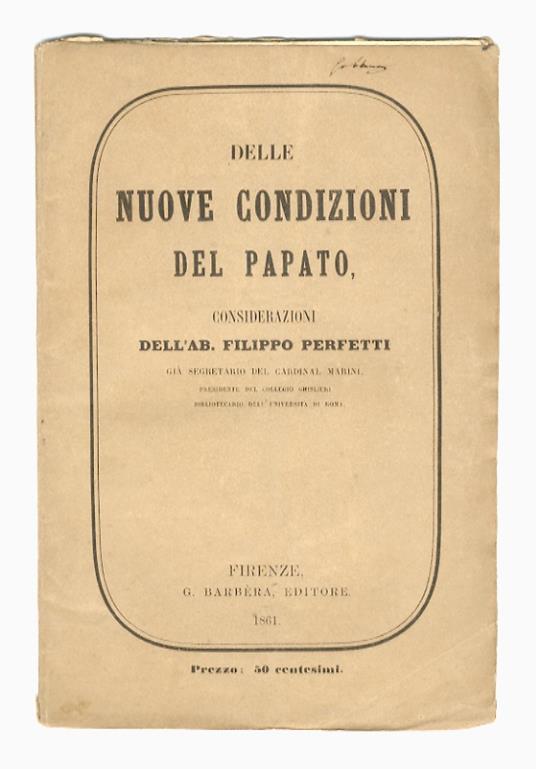 DELLE
NUOVE CONDIZIONI
DEL PAPATO,
CONSIDERAZIONI
DELL'AB. FILIPPO PERFETTI
GIÀ SEGRETARIO DEL CARDINAL MARINI.
PRESIDENTE DEL COLLEGIO GHISLIERI
BIBLIOTECARIO DELL'UNIVERSITÀ DI ROMA.
FIRENZE,
G. BARBÈRA, EDITORE.
1861.
Prezzo: 50 centesimi.